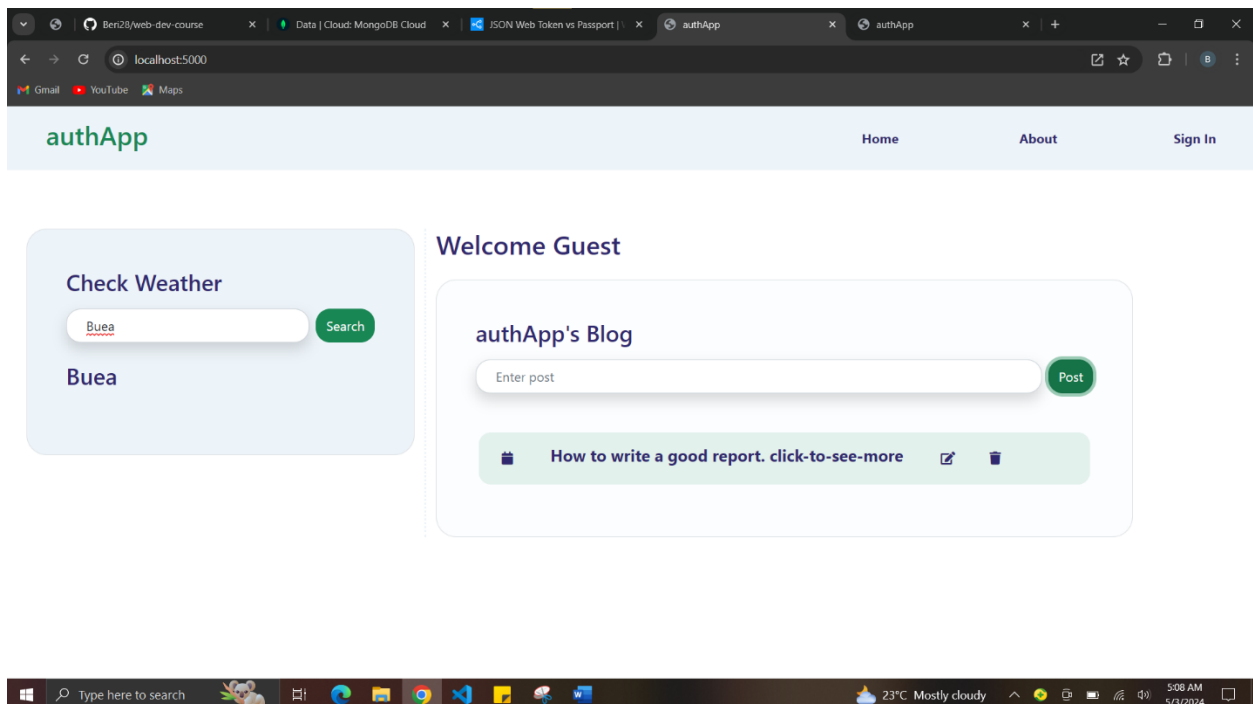 Beri28/web-dev-course
Data | Cloud: MongoDB Cloud
JSON Web Token vs Passport |
authApp
authApp
localhost:5000
B
Gmail
YouTube
Maps
authApp
Home
About
Sign In
Check Weather
Buea
Search
Buea
Welcome Guest
authApp's Blog
Enter post
Post
How to write a good report. click-to-see-more
Type here to search
23°C Mostly cloudy
5:08 AM
5/3/2024